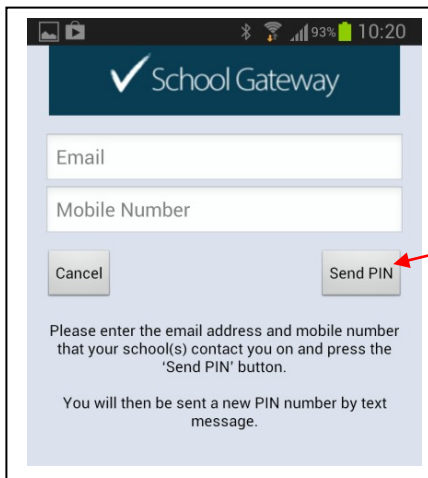 93% 10:20
School Gateway
Email
Mobile Number
Cancel Send PIN
Please enter the email address and mobile number
that your school(s) contact you on and press the
‘Send PIN’ button.
You will then be sent a new PIN number by text
message.